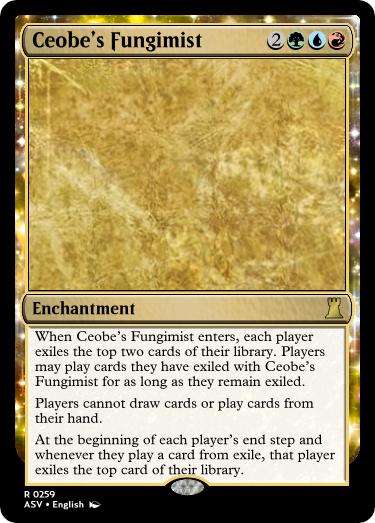 Ceobe's Fungimist 2
Enchantment
When Ceobe's Fungimist enters, each player
exiles the top two cards of their library. Players
may play cards they have exiled with Ceobe's
Fungimist for as long as they remain exiled.
Players cannot draw cards or play cards from
their hand.
At the beginning of each player's end step and
whenever they play a card from exile, that player
exiles the top card of their library.
R 0259
ASV • English